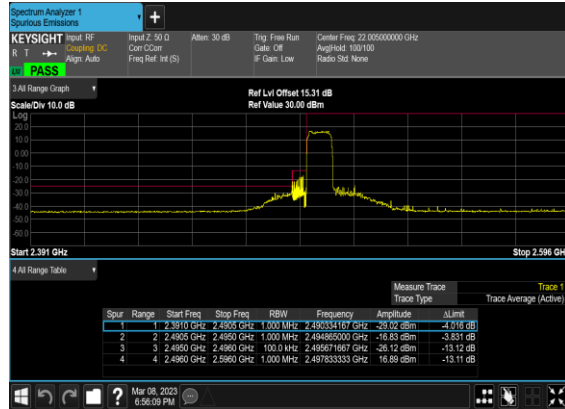 Spectrum Analyzer 1
Spurious Emissions
+
KEYSIGHT Input: RF Input Z: 50 Ω Atten: 30 dB Trig: Free Run Center Freq: 22.005000000 GHz
R T Coupling: DC Corr CCorr Gate: Off Avg|Hold: 100/100
Align: Auto Freq Ref: Int (S) IF Gain: Low Radio Std: None
PASS
3 All Range Graph
Ref Lvl Offset 15.31 dB
Scale/Div 10.0 dB Ref Value 30.00 dBm
Log
20.0
10.0
0.00
-10.0
-20.0
-30.0
-40.0
-50.0
-60.0
Start 2.391 GHz Stop 2.596 GH
4 All Range Table
Measure Trace Trace 1
Trace Type Trace Average (Active)
Spur Range Start Freq Stop Freq RBW Frequency Amplitude ΔLimit
1 1 2.3910 GHz 2.4905 GHz 1.000 MHz 2.490334167 GHz -29.02 dBm -4.016 dB
2 2 2.4905 GHz 2.4950 GHz 1.000 MHz 2.494865000 GHz -16.83 dBm -3.831 dB
3 3 2.4950 GHz 2.4960 GHz 100.0 kHz 2.495671667 GHz -26.12 dBm -13.12 dB
4 4 2.4960 GHz 2.5960 GHz 1.000 MHz 2.497833333 GHz 16.89 dBm -13.11 dB
?
Mar 08, 2023
6:56:09 PM